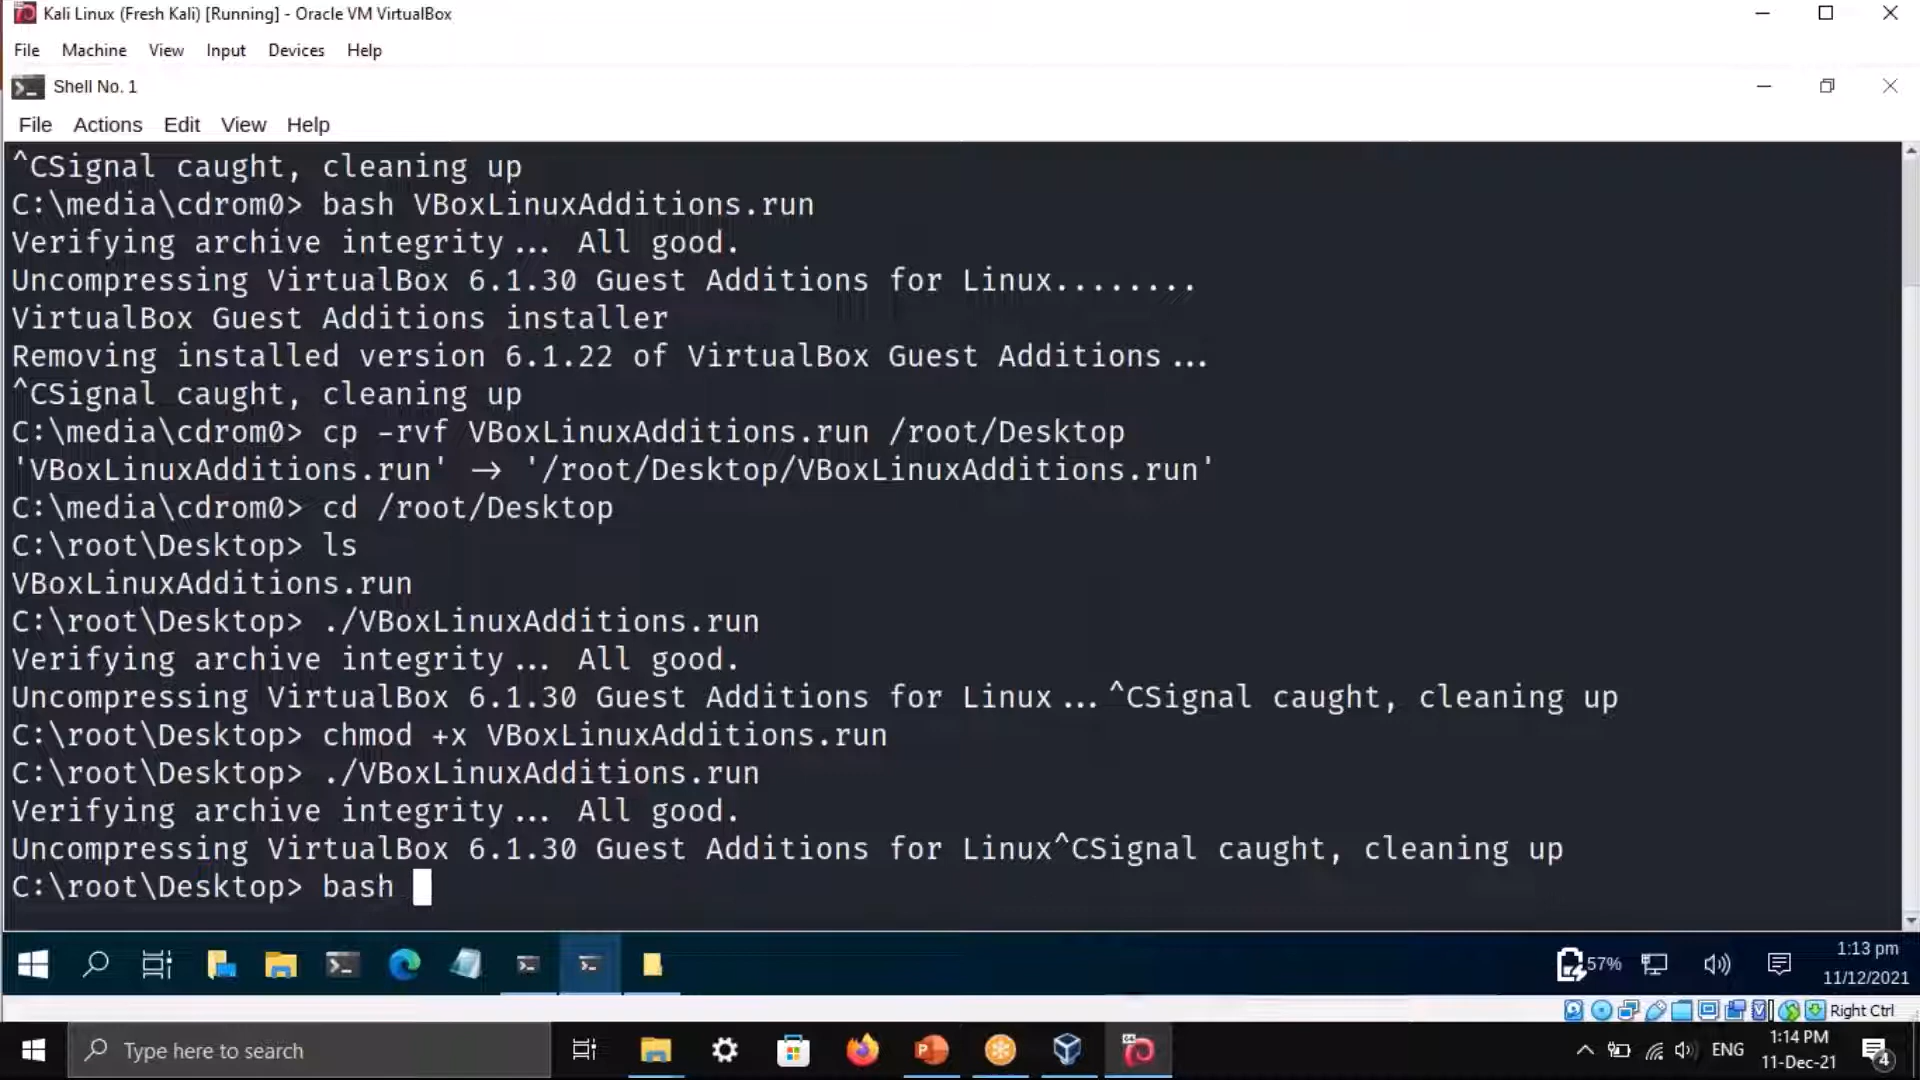 Kali Linux (Fresh Kali) [Running] - Oracle VM VirtualBox
File Machine View Input Devices Help
Shell No. 1
File Actions Edit View Help
^CSignal caught, cleaning up
C:\media\cdrom0> bash VBoxLinuxAdditions.run
Verifying archive integrity... All good.
Uncompressing VirtualBox 6.1.30 Guest Additions for Linux........
VirtualBox Guest Additions installer
Removing installed version 6.1.22 of VirtualBox Guest Additions...
^CSignal caught, cleaning up
C:\media\cdrom0> cp -rvf VBoxLinuxAdditions.run /root/Desktop
'VBoxLinuxAdditions.run' -> '/root/Desktop/VBoxLinuxAdditions.run'
C:\media\cdrom0> cd /root/Desktop
C:\root\Desktop> ls
VBoxLinuxAdditions.run
C:\root\Desktop> ./VBoxLinuxAdditions.run
Verifying archive integrity... All good.
Uncompressing VirtualBox 6.1.30 Guest Additions for Linux...^CSignal caught, cleaning up
C:\root\Desktop> chmod +x VBoxLinuxAdditions.run
C:\root\Desktop> ./VBoxLinuxAdditions.run
Verifying archive integrity... All good.
Uncompressing VirtualBox 6.1.30 Guest Additions for Linux^CSignal caught, cleaning up
C:\root\Desktop> bash
57%
1:13 pm
11/12/2021
Right Ctrl
Type here to search
ENG
1:14 PM
11-Dec-21
4